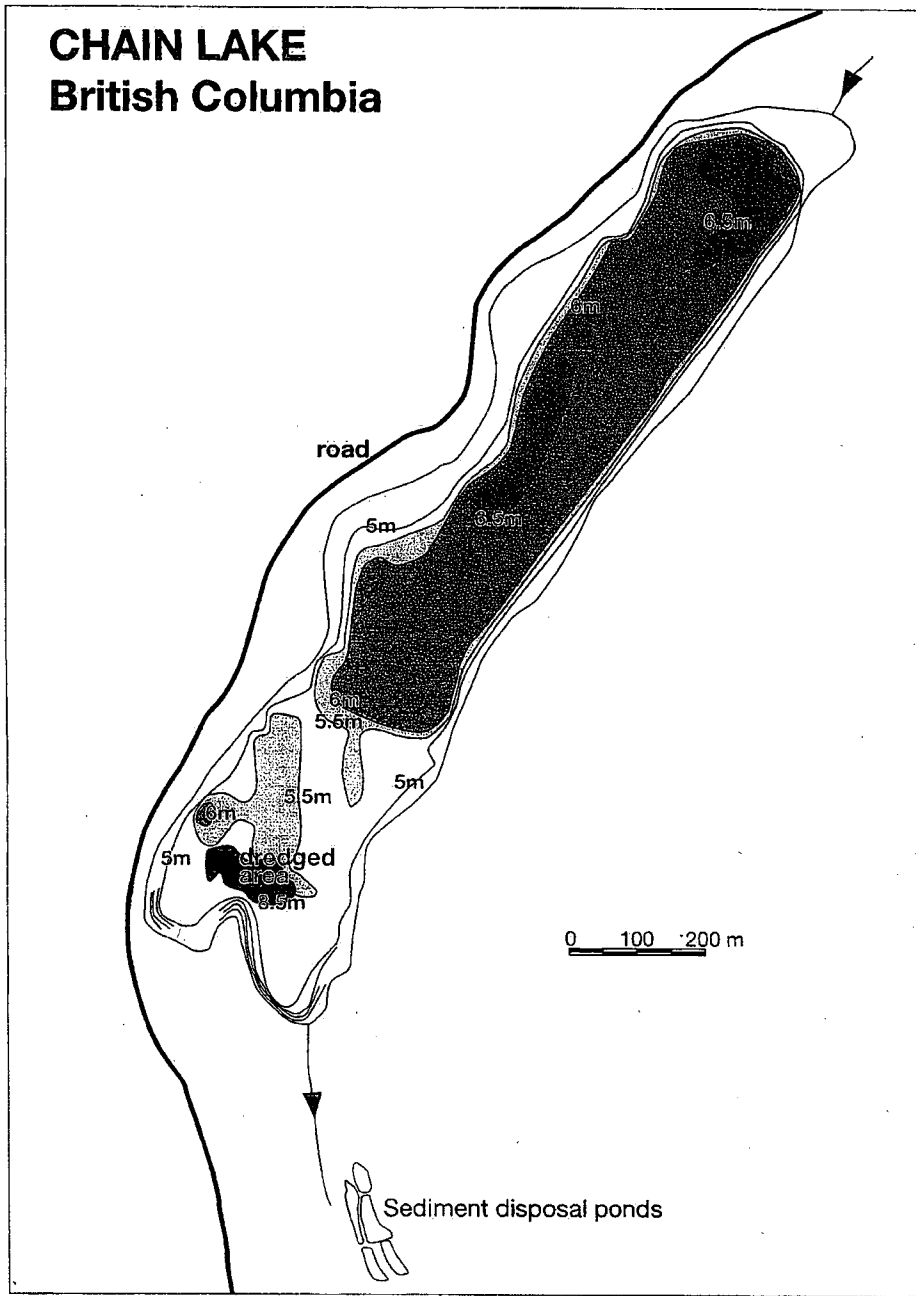 CHAIN LAKE
British Columbia
6.5m
6m
road
5m
6.5m
6m
5.5m
5m
5.5m
6m
5m
dredged
area
8.5m
0 100 200 m
Sediment disposal ponds